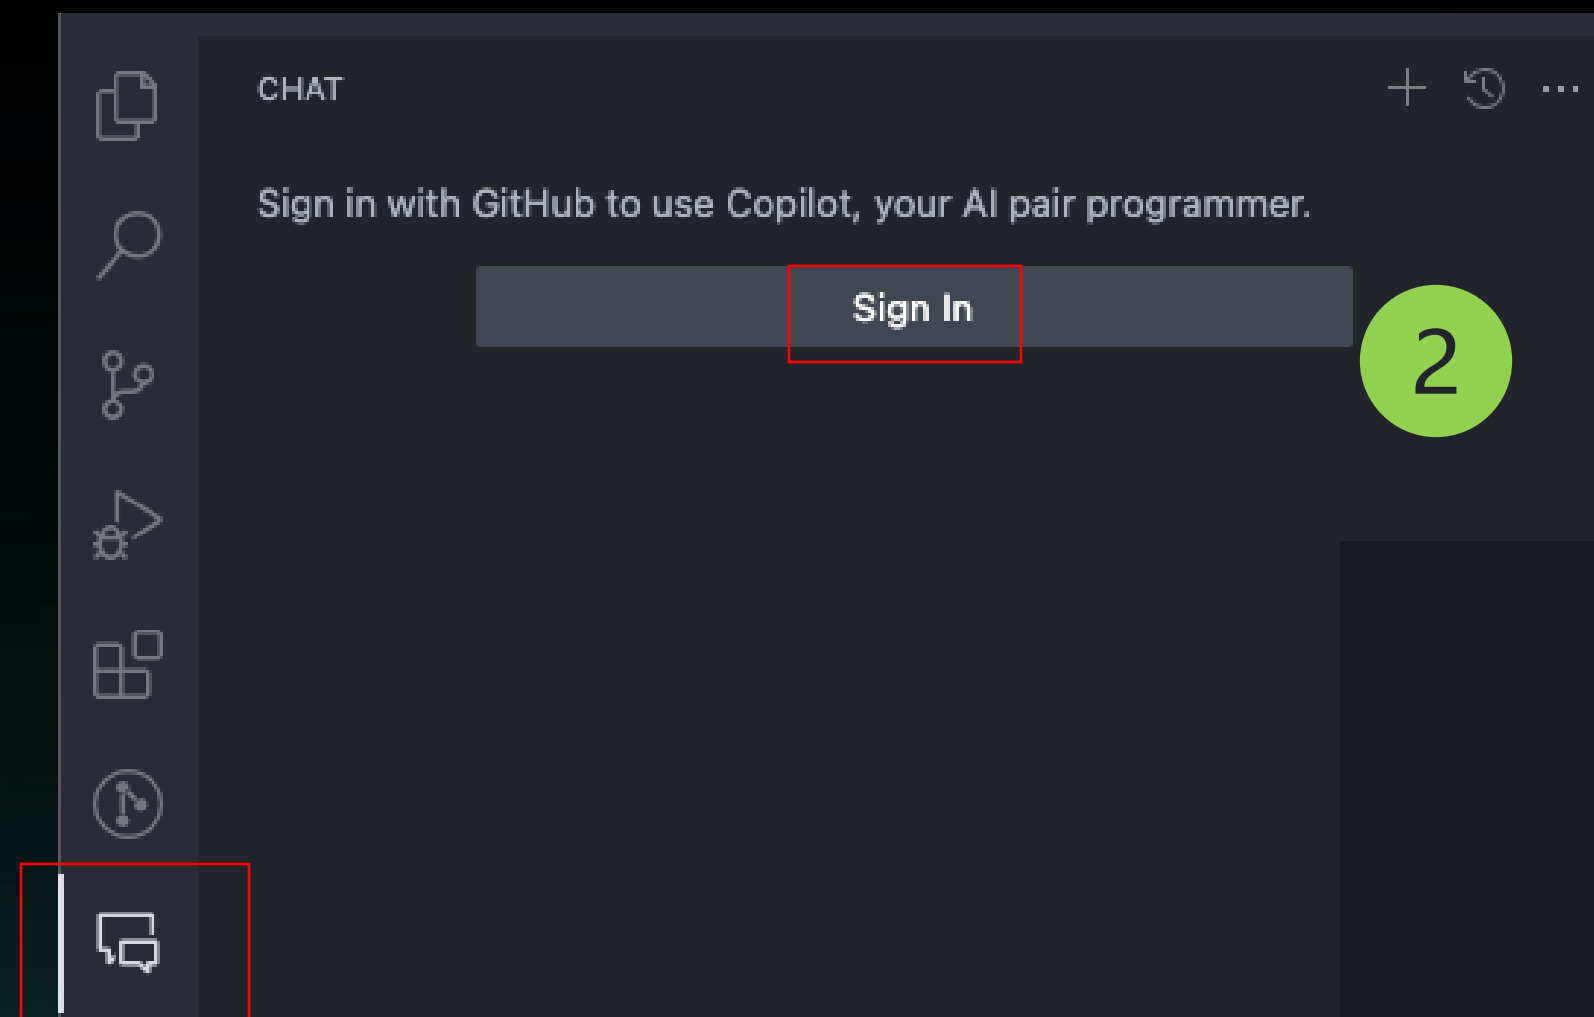 CHAT
Sign in with GitHub to use Copilot, your AI pair programmer.
Sign In
2